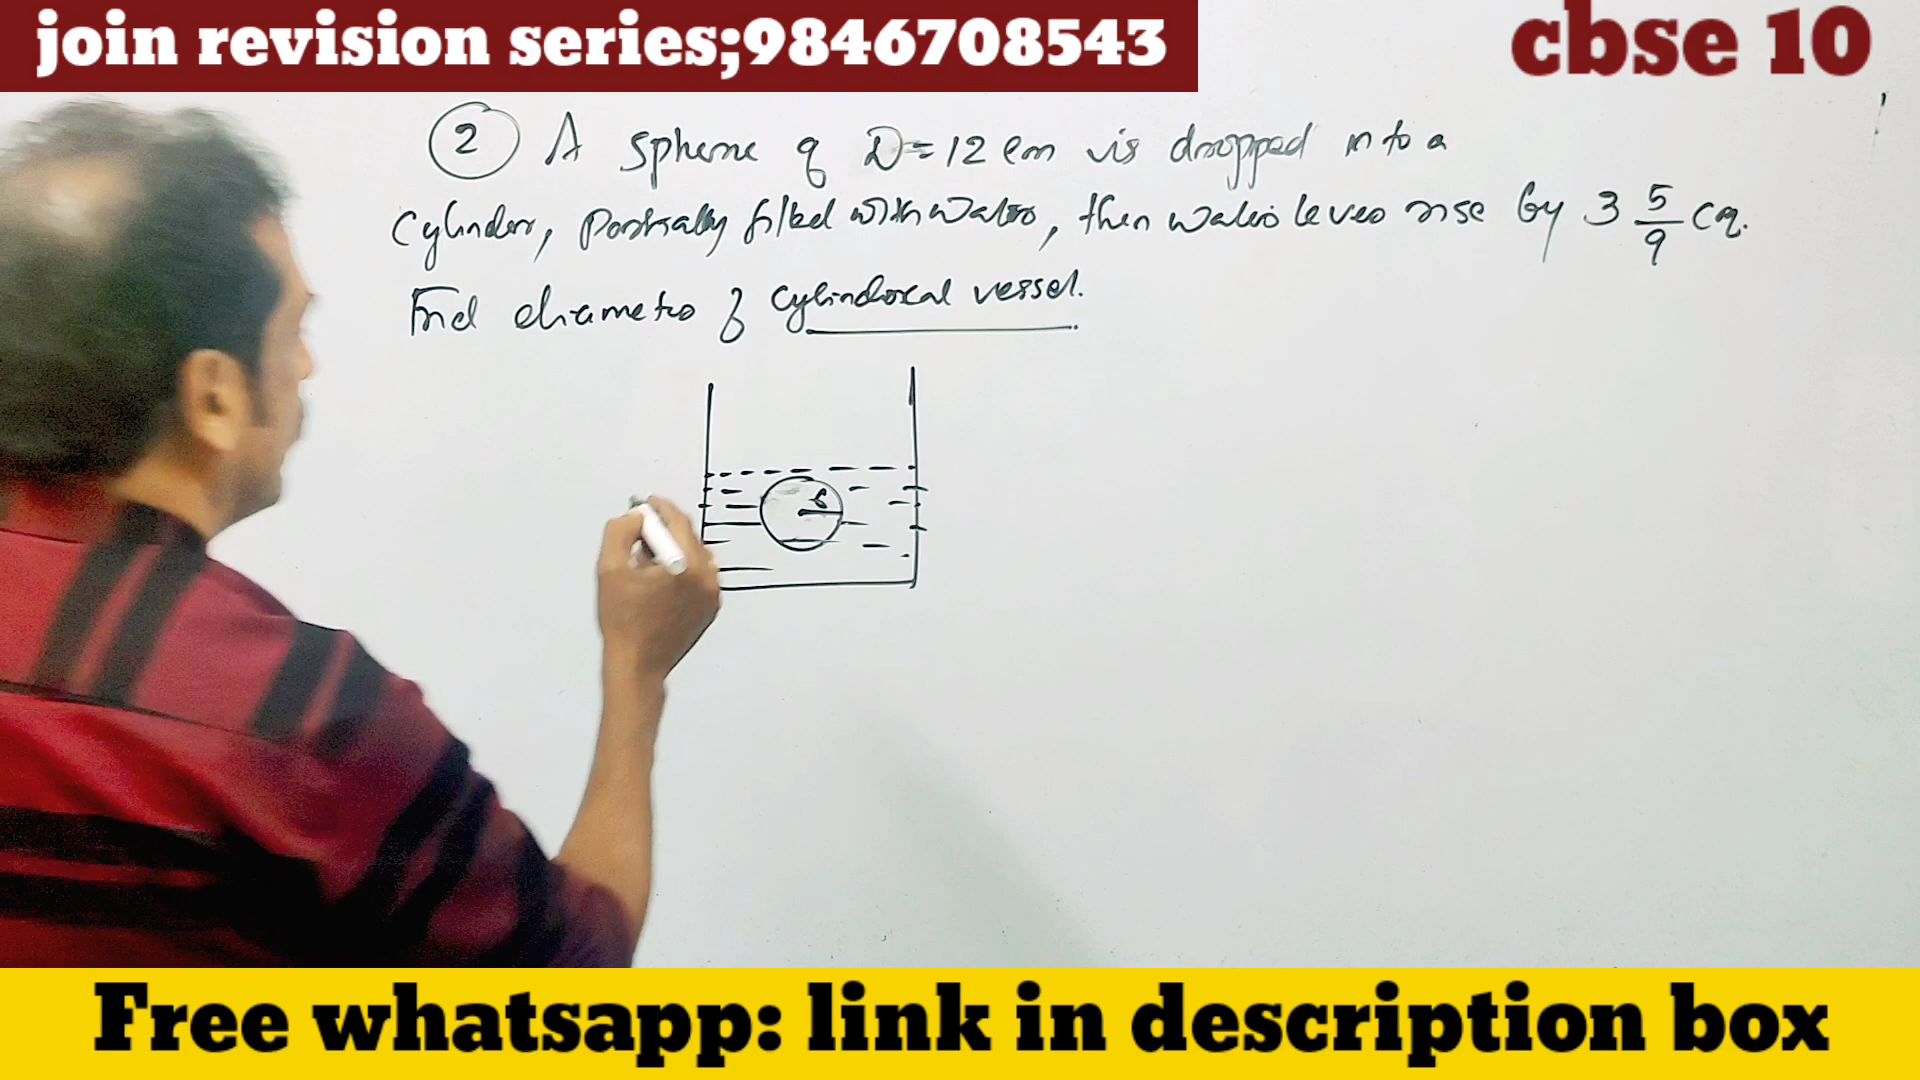 join revision series;9846708543
cbse 10
2 A sphere of D=12 cm is dropped into a
cylinder, partially filled with water, then water level rise by 3 5/9 cm.
Find diameter of cylindrical vessel.
6
Free whatsapp: link in description box